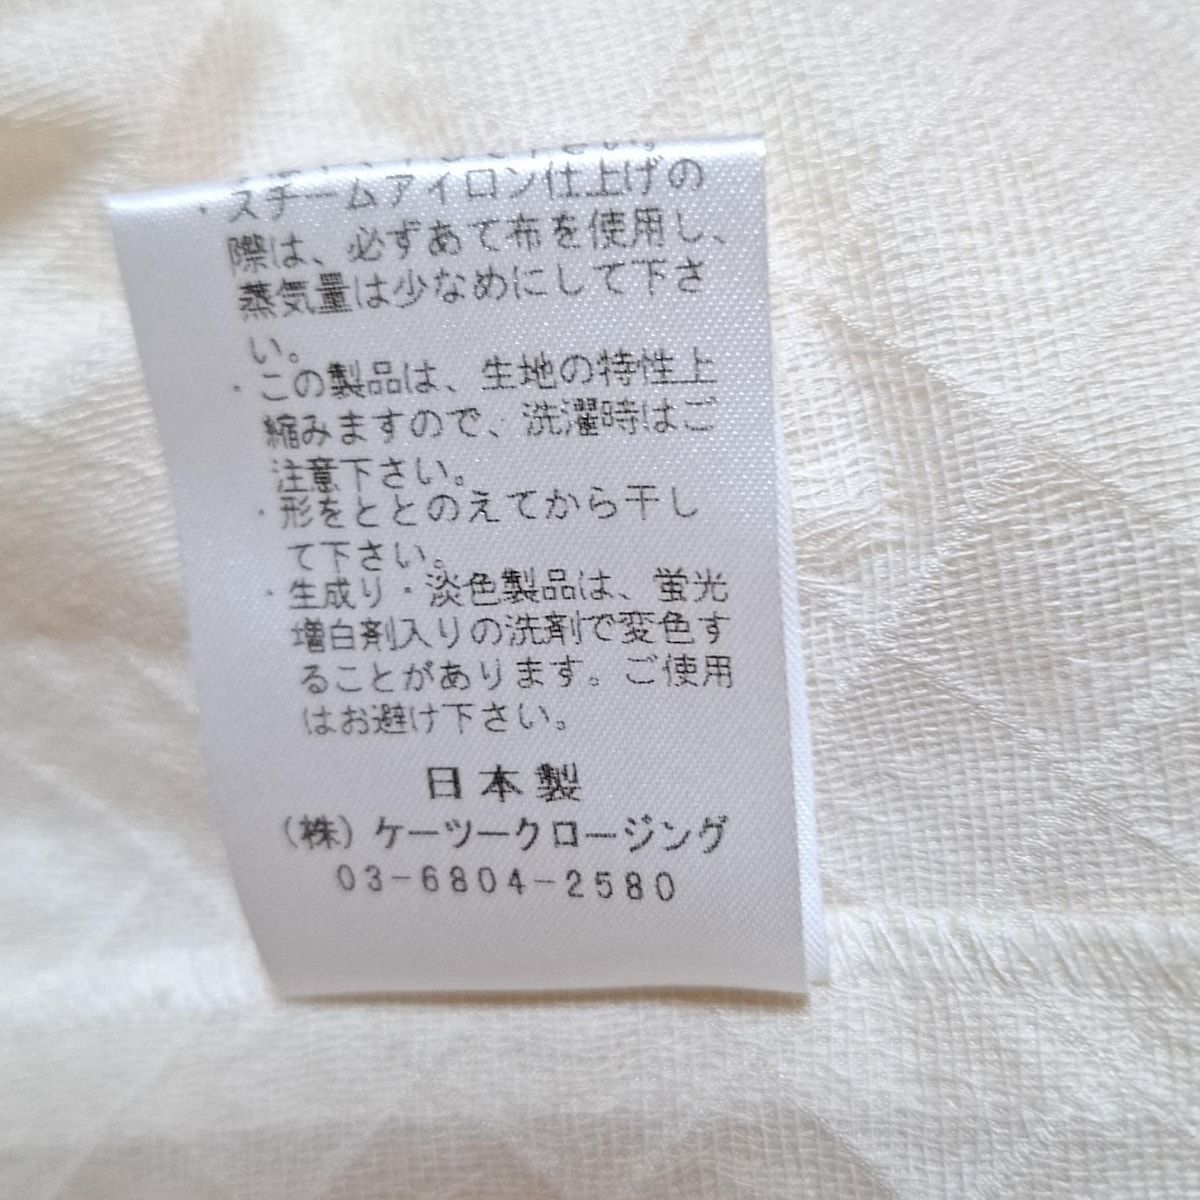 ・スチームアイロン仕上げの
際は、必ずあて布を使用し、
蒸気量は少なめにして下さ
い。
・この製品は、生地の特性上
縮みますので、洗濯時はご
注意下さい。
・形をととのえてから干し
て下さい。
・生成り・淡色製品は、蛍光
増白剤入りの洗剤で変色す
ることがあります。ご使用
はお避け下さい。
日本製
(株)ケーツークロージング
03-6804-2580